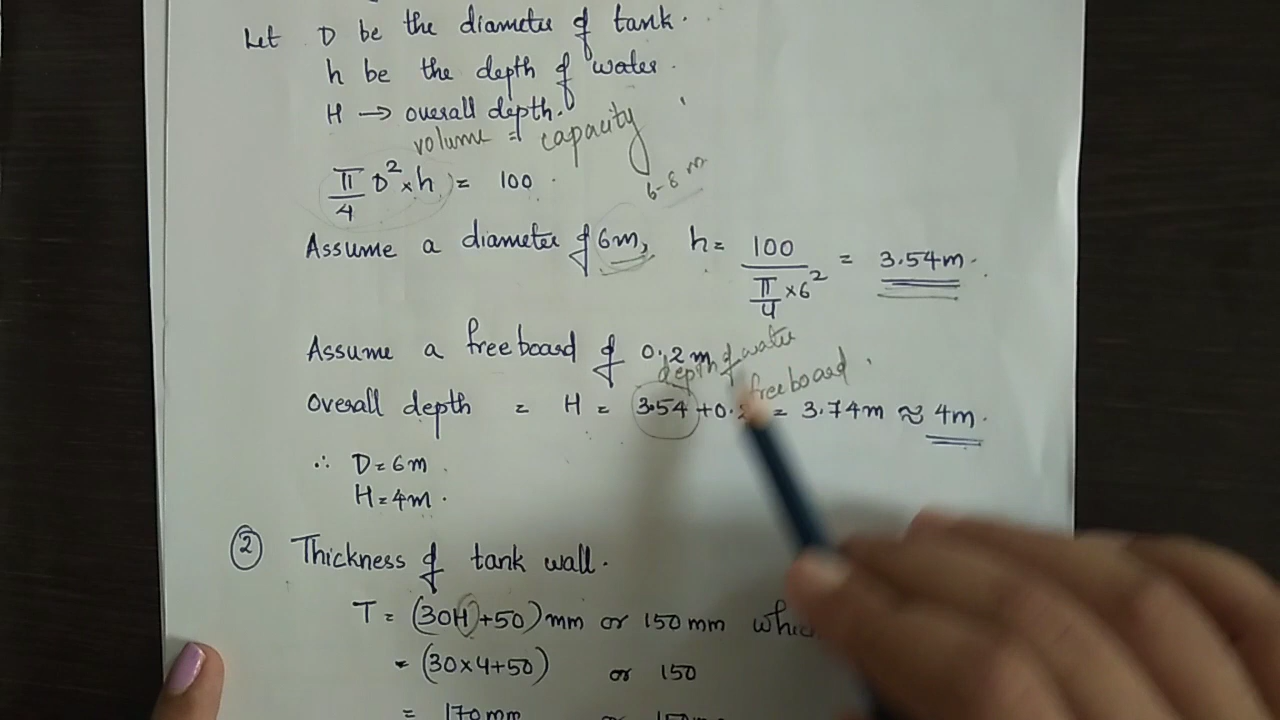 Let D be the diameter of tank.
h be the depth of water.
H → overall depth.
volume = capacity
π/4 D² × h = 100
6-8 m
Assume a diameter of 6m, h = 100 / (π/4 × 6²) = 3.54m.
Assume a freeboard of 0.2m
depth of water
freeboard
Overall depth = H = 3.54 + 0. = 3.74m ≈ 4m.
∴ D = 6m
H = 4m.
② Thickness of tank wall.
T = (30H + 50) mm or 150 mm
= (30×4+50) or 150
= 170mm or 150mm